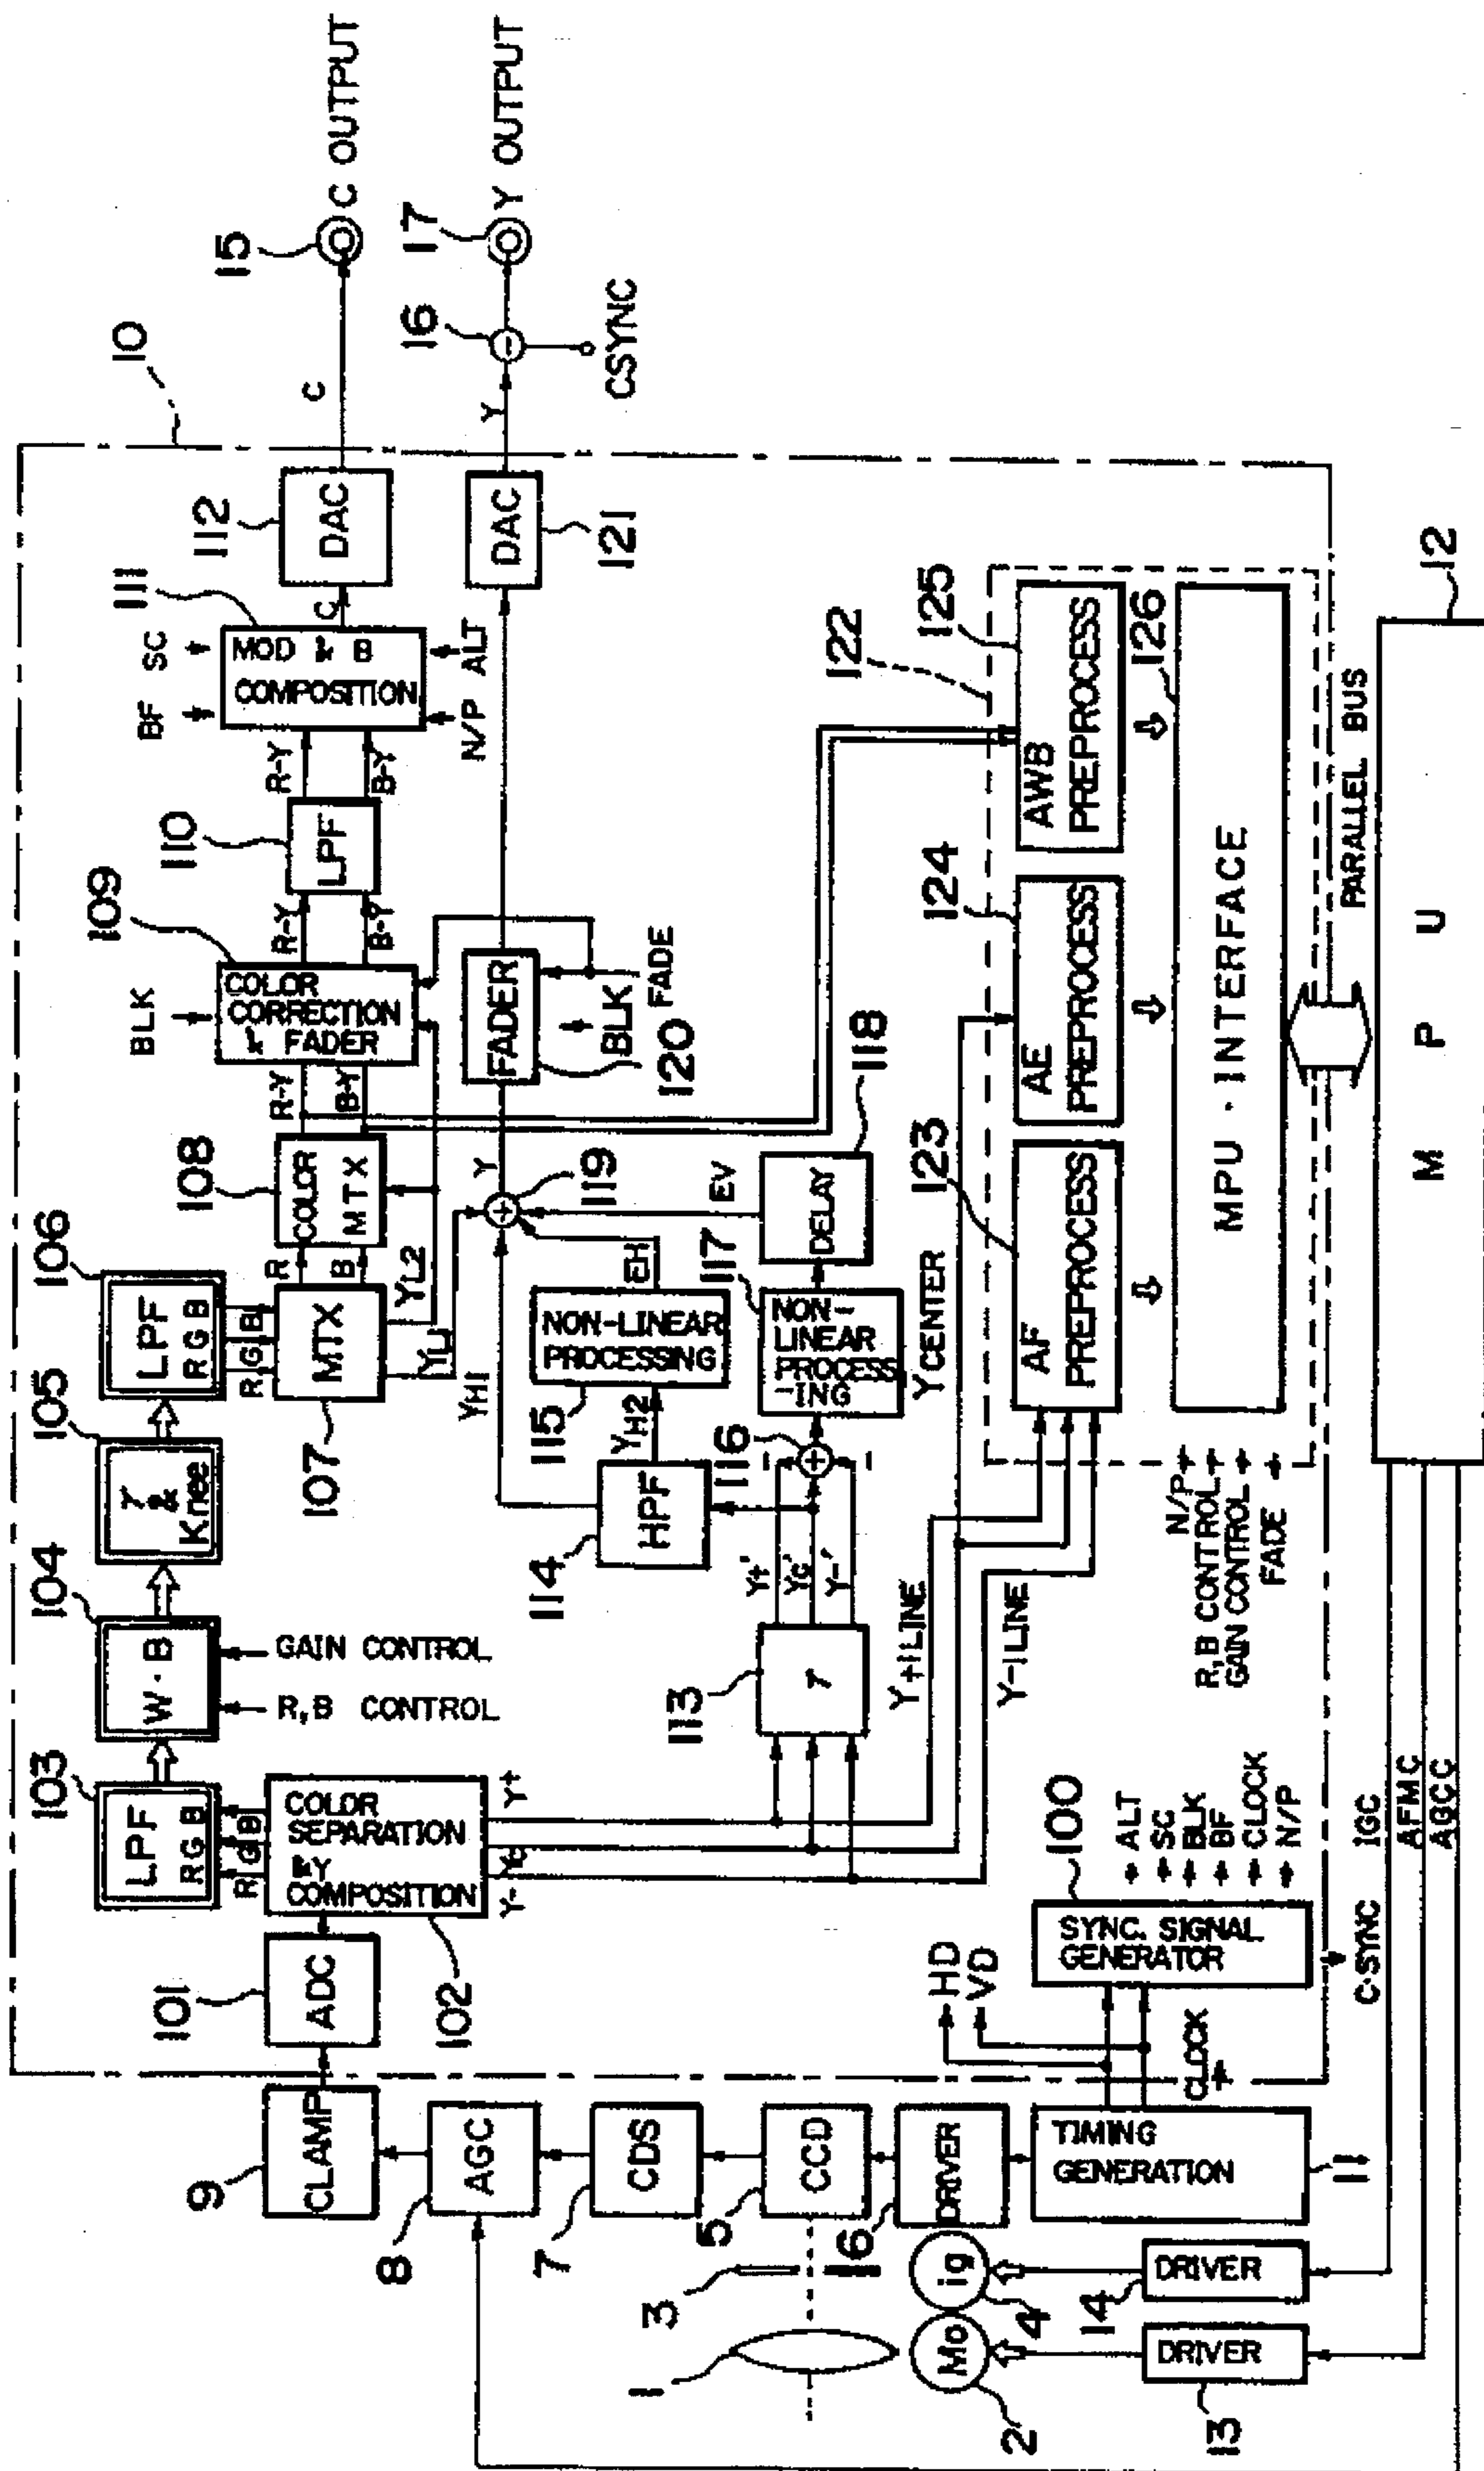 10
15
C OUTPUT
C
16
17
Y OUTPUT
Y
CSYNC
103
LPF
R G B
R G B
104
W·B
GAIN CONTROL
R,B CONTROL
105
γ
&
Knee
106
LPF
R G B
R G B
107
MTX
R
B
YL1
YL2
108
COLOR
MTX
R-Y
B-Y
109
BLK
COLOR
CORRECTION
& FADER
R-Y
B-Y
110
LPF
R-Y
B-Y
111
BF
SC
MOD & B
COMPOSITION
N/P
ALT
C
112
DAC
9
CLAMP
101
ADC
102
COLOR
SEPARATION
& Y
COMPOSITION
Y-
YC
Y+
8
AGC
7
CDS
5
CCD
113
γ
Y+'
YC'
Y-'
114
HPF
YH1
YH2
115
NON-LINEAR
PROCESSING
EH
116
-
+
-
117
NON-
LINEAR
PROCESS
-ING
118
DELAY
EV
119
+
Y
FADER
120
BLK
FADE
DAC
121
Y+1LINE
Y-1LINE
YCENTER
122
123
AF
PREPROCESS
124
AE
PREPROCESS
125
AWB
PREPROCESS
126
MPU·INTERFACE
PARALLEL BUS
N/P
R,B CONTROL
GAIN CONTROL
FADE
1
3
2
Mo
4
ig
16
DRIVER
TIMING
GENERATION
11
HD
VD
CLOCK
100
SYNC. SIGNAL
GENERATOR
ALT
SC
BLK
BF
CLOCK
N/P
C·SYNC
13
DRIVER
14
DRIVER
IGC
AFMC
AGCC
12
M P U